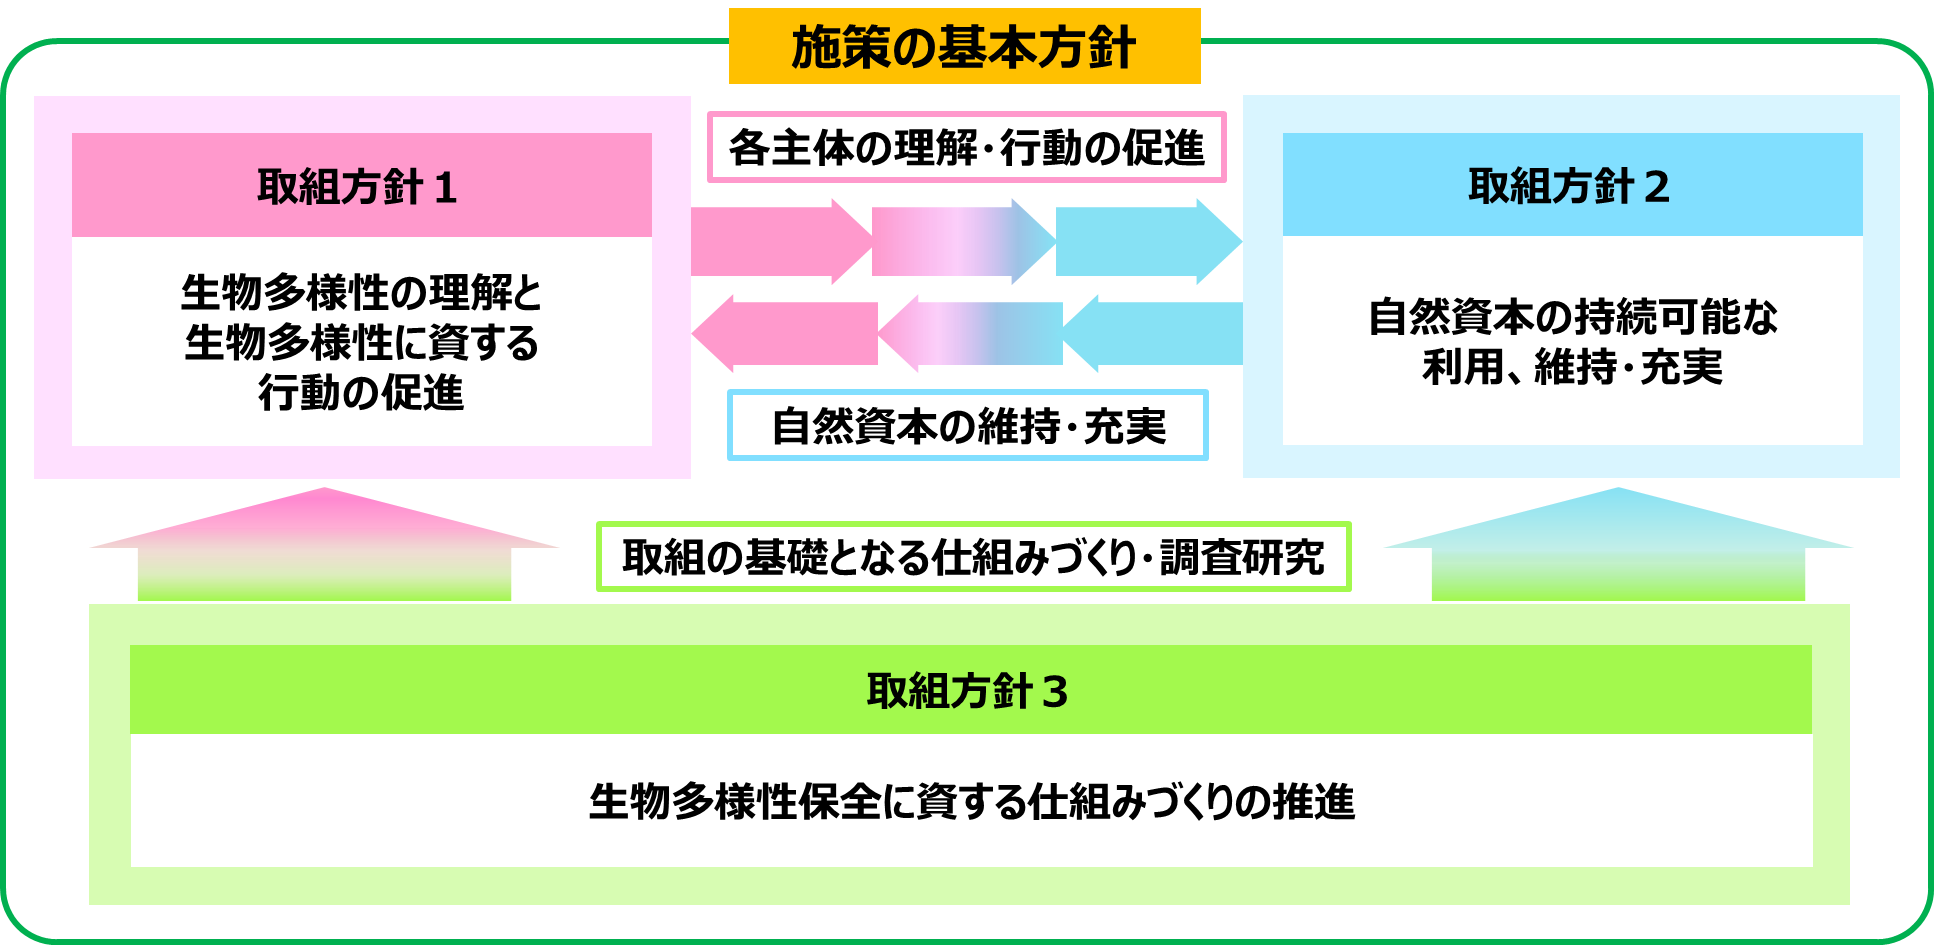 施策の基本方針
取組方針１
生物多様性の理解と
生物多様性に資する
行動の促進
各主体の理解・行動の促進
自然資本の維持・充実
取組方針２
自然資本の持続可能な
利用、維持・充実
取組の基礎となる仕組みづくり・調査研究
取組方針３
生物多様性保全に資する仕組みづくりの推進